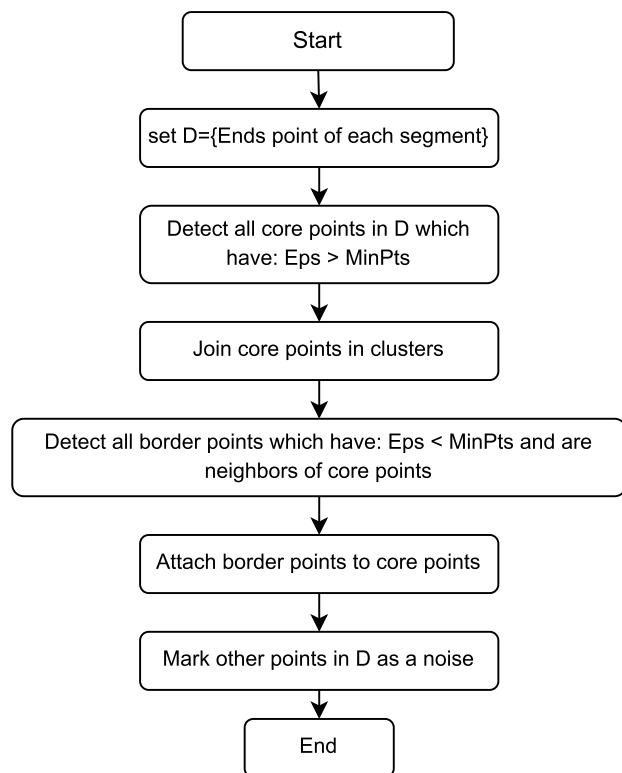 Start
set D={Ends point of each segment}
Detect all core points in D which
have: Eps > MinPts
Join core points in clusters
Detect all border points which have: Eps < MinPts and are
neighbors of core points
Attach border points to core points
Mark other points in D as a noise
End